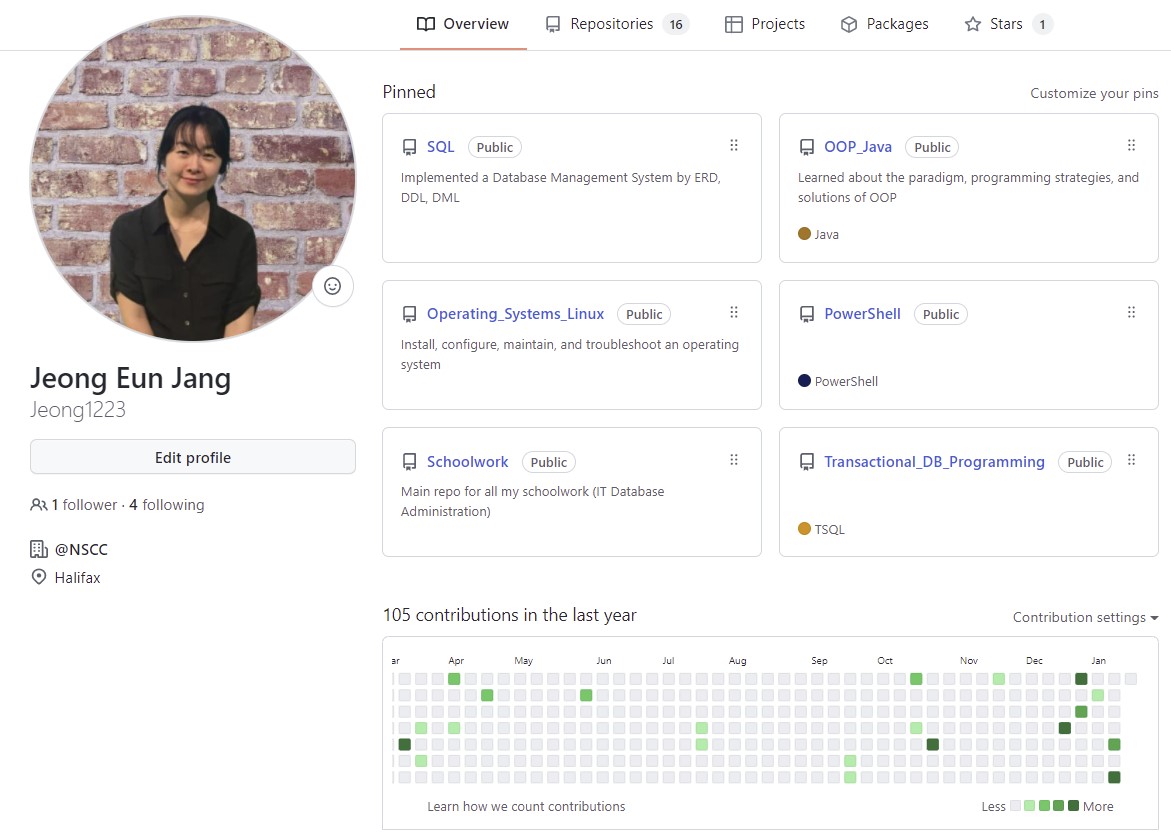 Overview Repositories 16 Projects Packages Stars 1
Jeong Eun Jang
Jeong1223
Edit profile
1 follower · 4 following
@NSCC
Halifax
Pinned
Customize your pins
SQL Public
Implemented a Database Management System by ERD,
DDL, DML
OOP_Java Public
Learned about the paradigm, programming strategies, and
solutions of OOP
Java
Operating_Systems_Linux Public
Install, configure, maintain, and troubleshoot an operating
system
PowerShell Public
PowerShell
Schoolwork Public
Main repo for all my schoolwork (IT Database
Administration)
Transactional_DB_Programming Public
TSQL
105 contributions in the last year
Contribution settings
ar Apr May Jun Jul Aug Sep Oct Nov Dec Jan
Learn how we count contributions
Less More